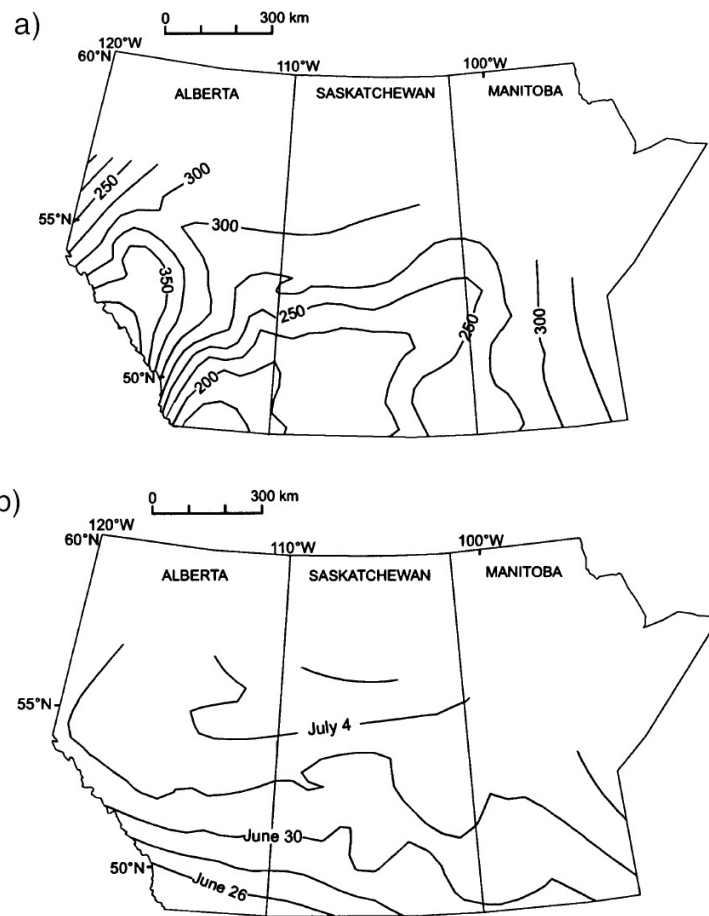 a)
0 300 km
120°W
60°N
110°W
100°W
ALBERTA SASKATCHEWAN MANITOBA
250
300
55°N
300
350
250
250
300
50°N
200
b)
0 300 km
120°W
60°N
110°W
100°W
ALBERTA SASKATCHEWAN MANITOBA
55°N
July 4
June 30
50°N
June 26